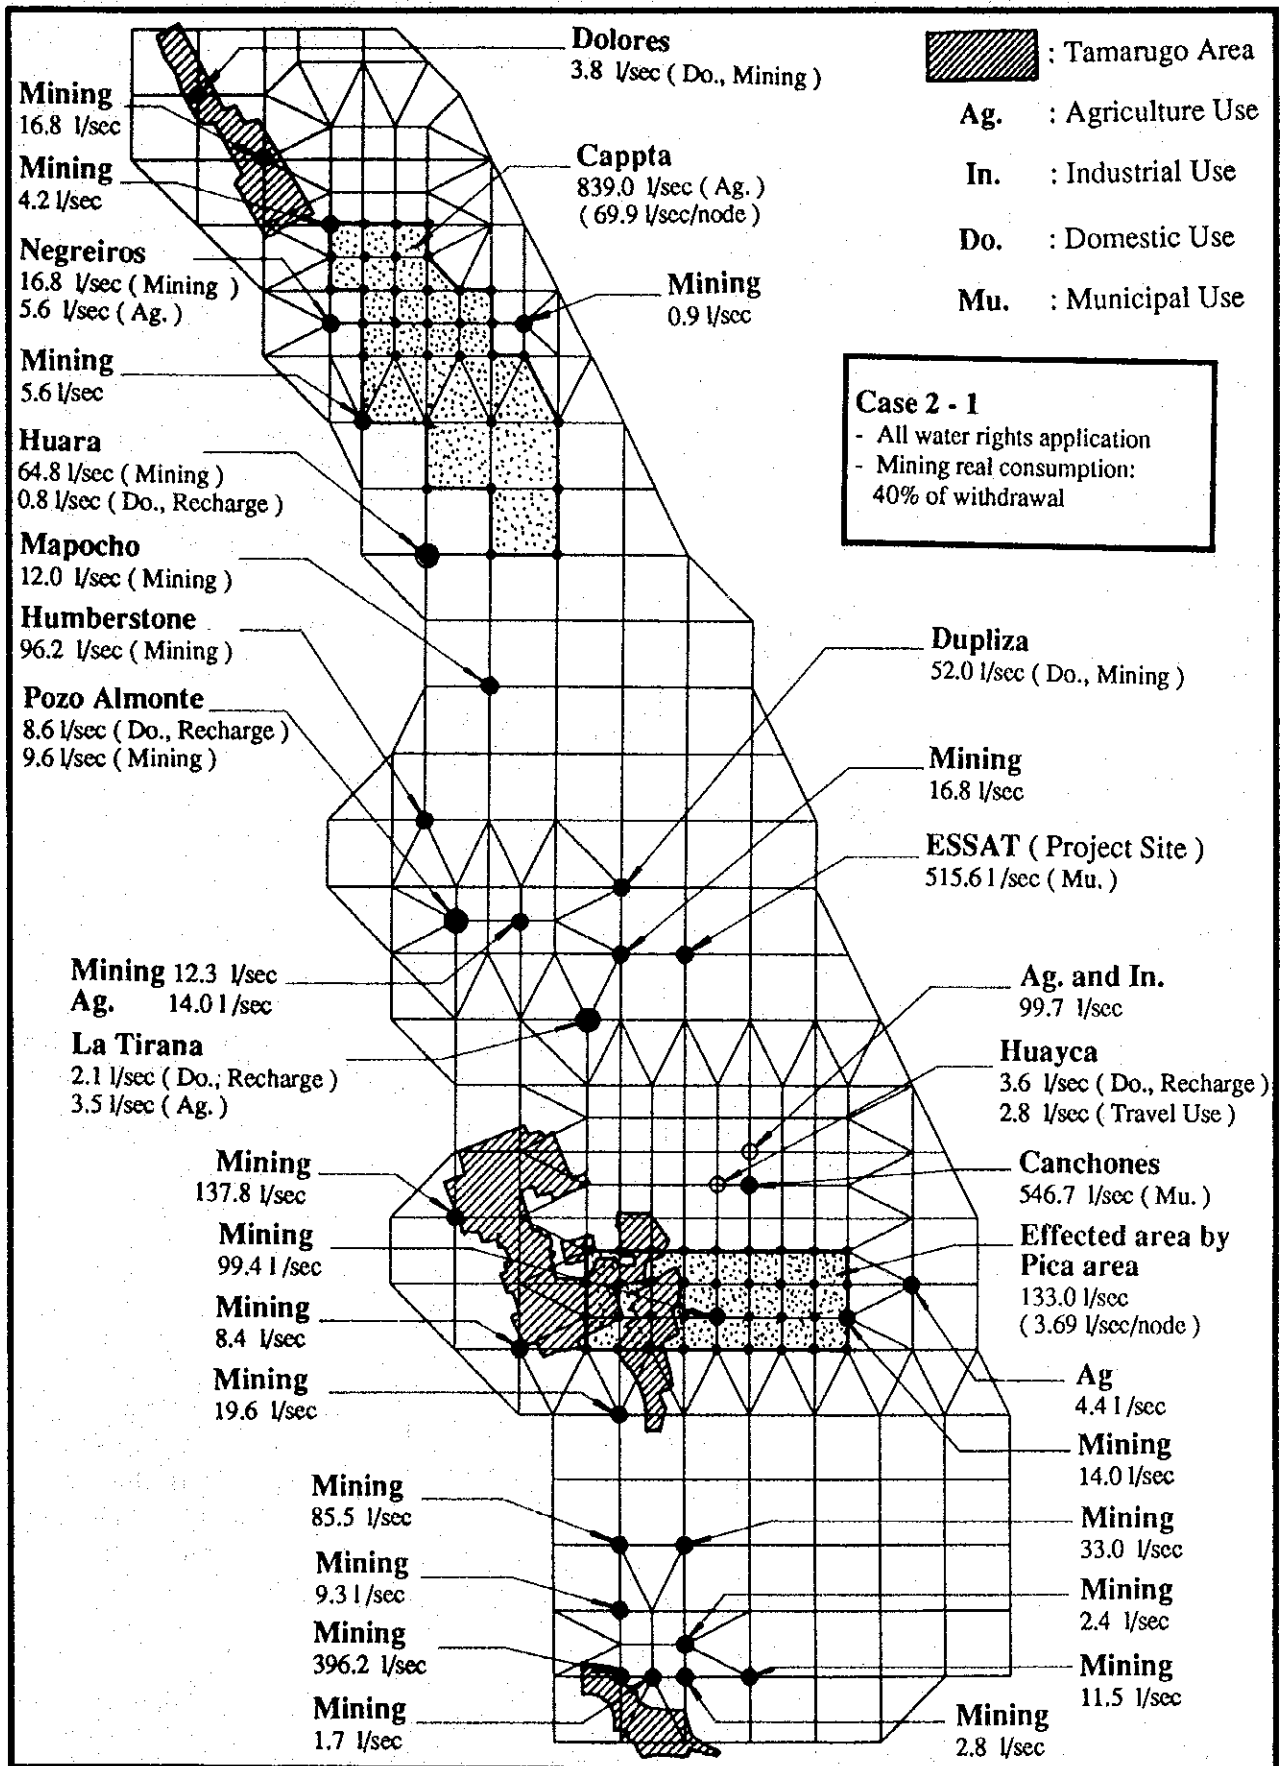 Dolores
3.8 l/sec ( Do., Mining )
: Tamarugo Area
Ag. : Agriculture Use
In. : Industrial Use
Do. : Domestic Use
Mu. : Municipal Use
Mining
16.8 l/sec
Mining
4.2 l/sec
Cappta
839.0 l/sec ( Ag. )
( 69.9 l/sec/node )
Negreiros
16.8 l/sec ( Mining )
5.6 l/sec ( Ag. )
Mining
0.9 l/sec
Mining
5.6 l/sec
Case 2 - 1
- All water rights application
- Mining real consumption:
40% of withdrawal
Huara
64.8 l/sec ( Mining )
0.8 l/sec ( Do., Recharge )
Mapocho
12.0 l/sec ( Mining )
Humberstone
96.2 l/sec ( Mining )
Dupliza
52.0 l/sec ( Do., Mining )
Pozo Almonte
8.6 l/sec ( Do., Recharge )
9.6 l/sec ( Mining )
Mining
16.8 l/sec
ESSAT ( Project Site )
515.6 l/sec ( Mu. )
Mining 12.3 l/sec
Ag. 14.0 l/sec
Ag. and In.
99.7 l/sec
La Tirana
2.1 l/sec ( Do., Recharge )
3.5 l/sec ( Ag. )
Huayca
3.6 l/sec ( Do., Recharge )
2.8 l/sec ( Travel Use )
Mining
137.8 l/sec
Canchones
546.7 l/sec ( Mu. )
Mining
99.4 l/sec
Effected area by
Pica area
133.0 l/sec
( 3.69 l/sec/node )
Mining
8.4 l/sec
Mining
19.6 l/sec
Ag
4.4 l/sec
Mining
14.0 l/sec
Mining
85.5 l/sec
Mining
33.0 l/sec
Mining
9.3 l/sec
Mining
2.4 l/sec
Mining
396.2 l/sec
Mining
11.5 l/sec
Mining
1.7 l/sec
Mining
2.8 l/sec